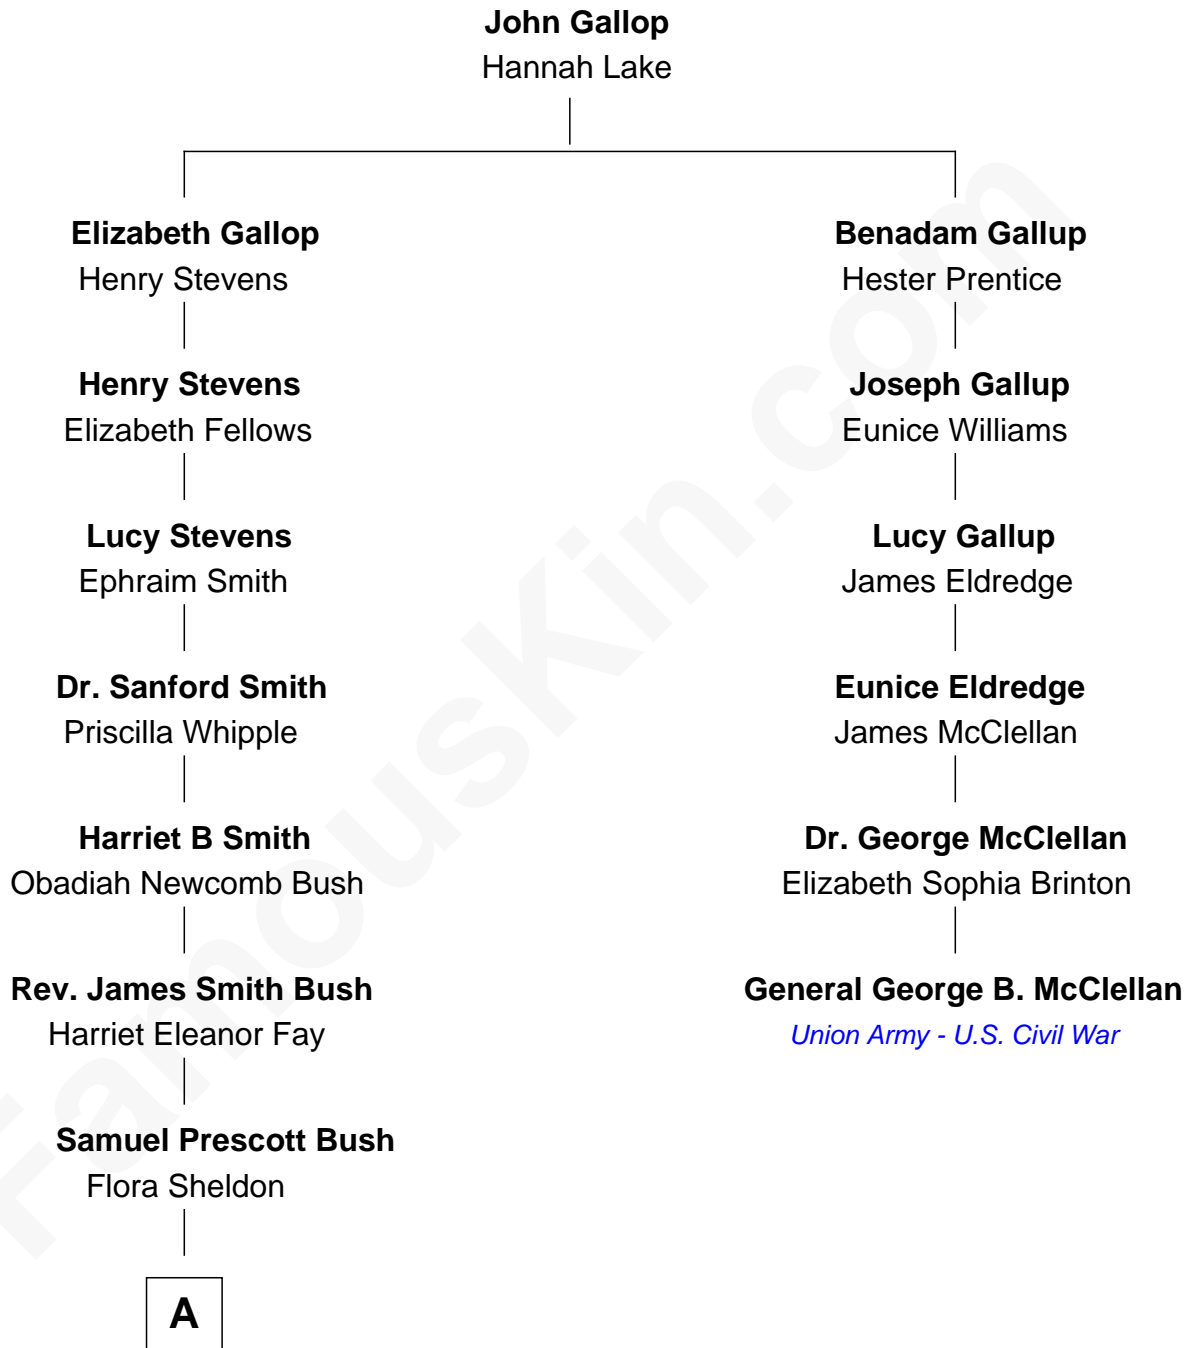 John Gallop
Hannah Lake
Elizabeth Gallop
Henry Stevens
Benadam Gallup
Hester Prentice
Henry Stevens
Elizabeth Fellows
Joseph Gallup
Eunice Williams
Lucy Stevens
Ephraim Smith
Lucy Gallup
James Eldredge
Dr. Sanford Smith
Priscilla Whipple
Eunice Eldredge
James McClellan
Harriet B Smith
Obadiah Newcomb Bush
Dr. George McClellan
Elizabeth Sophia Brinton
Rev. James Smith Bush
Harriet Eleanor Fay
General George B. McClellan
Union Army - U.S. Civil War
Samuel Prescott Bush
Flora Sheldon
A
FamousKin.com